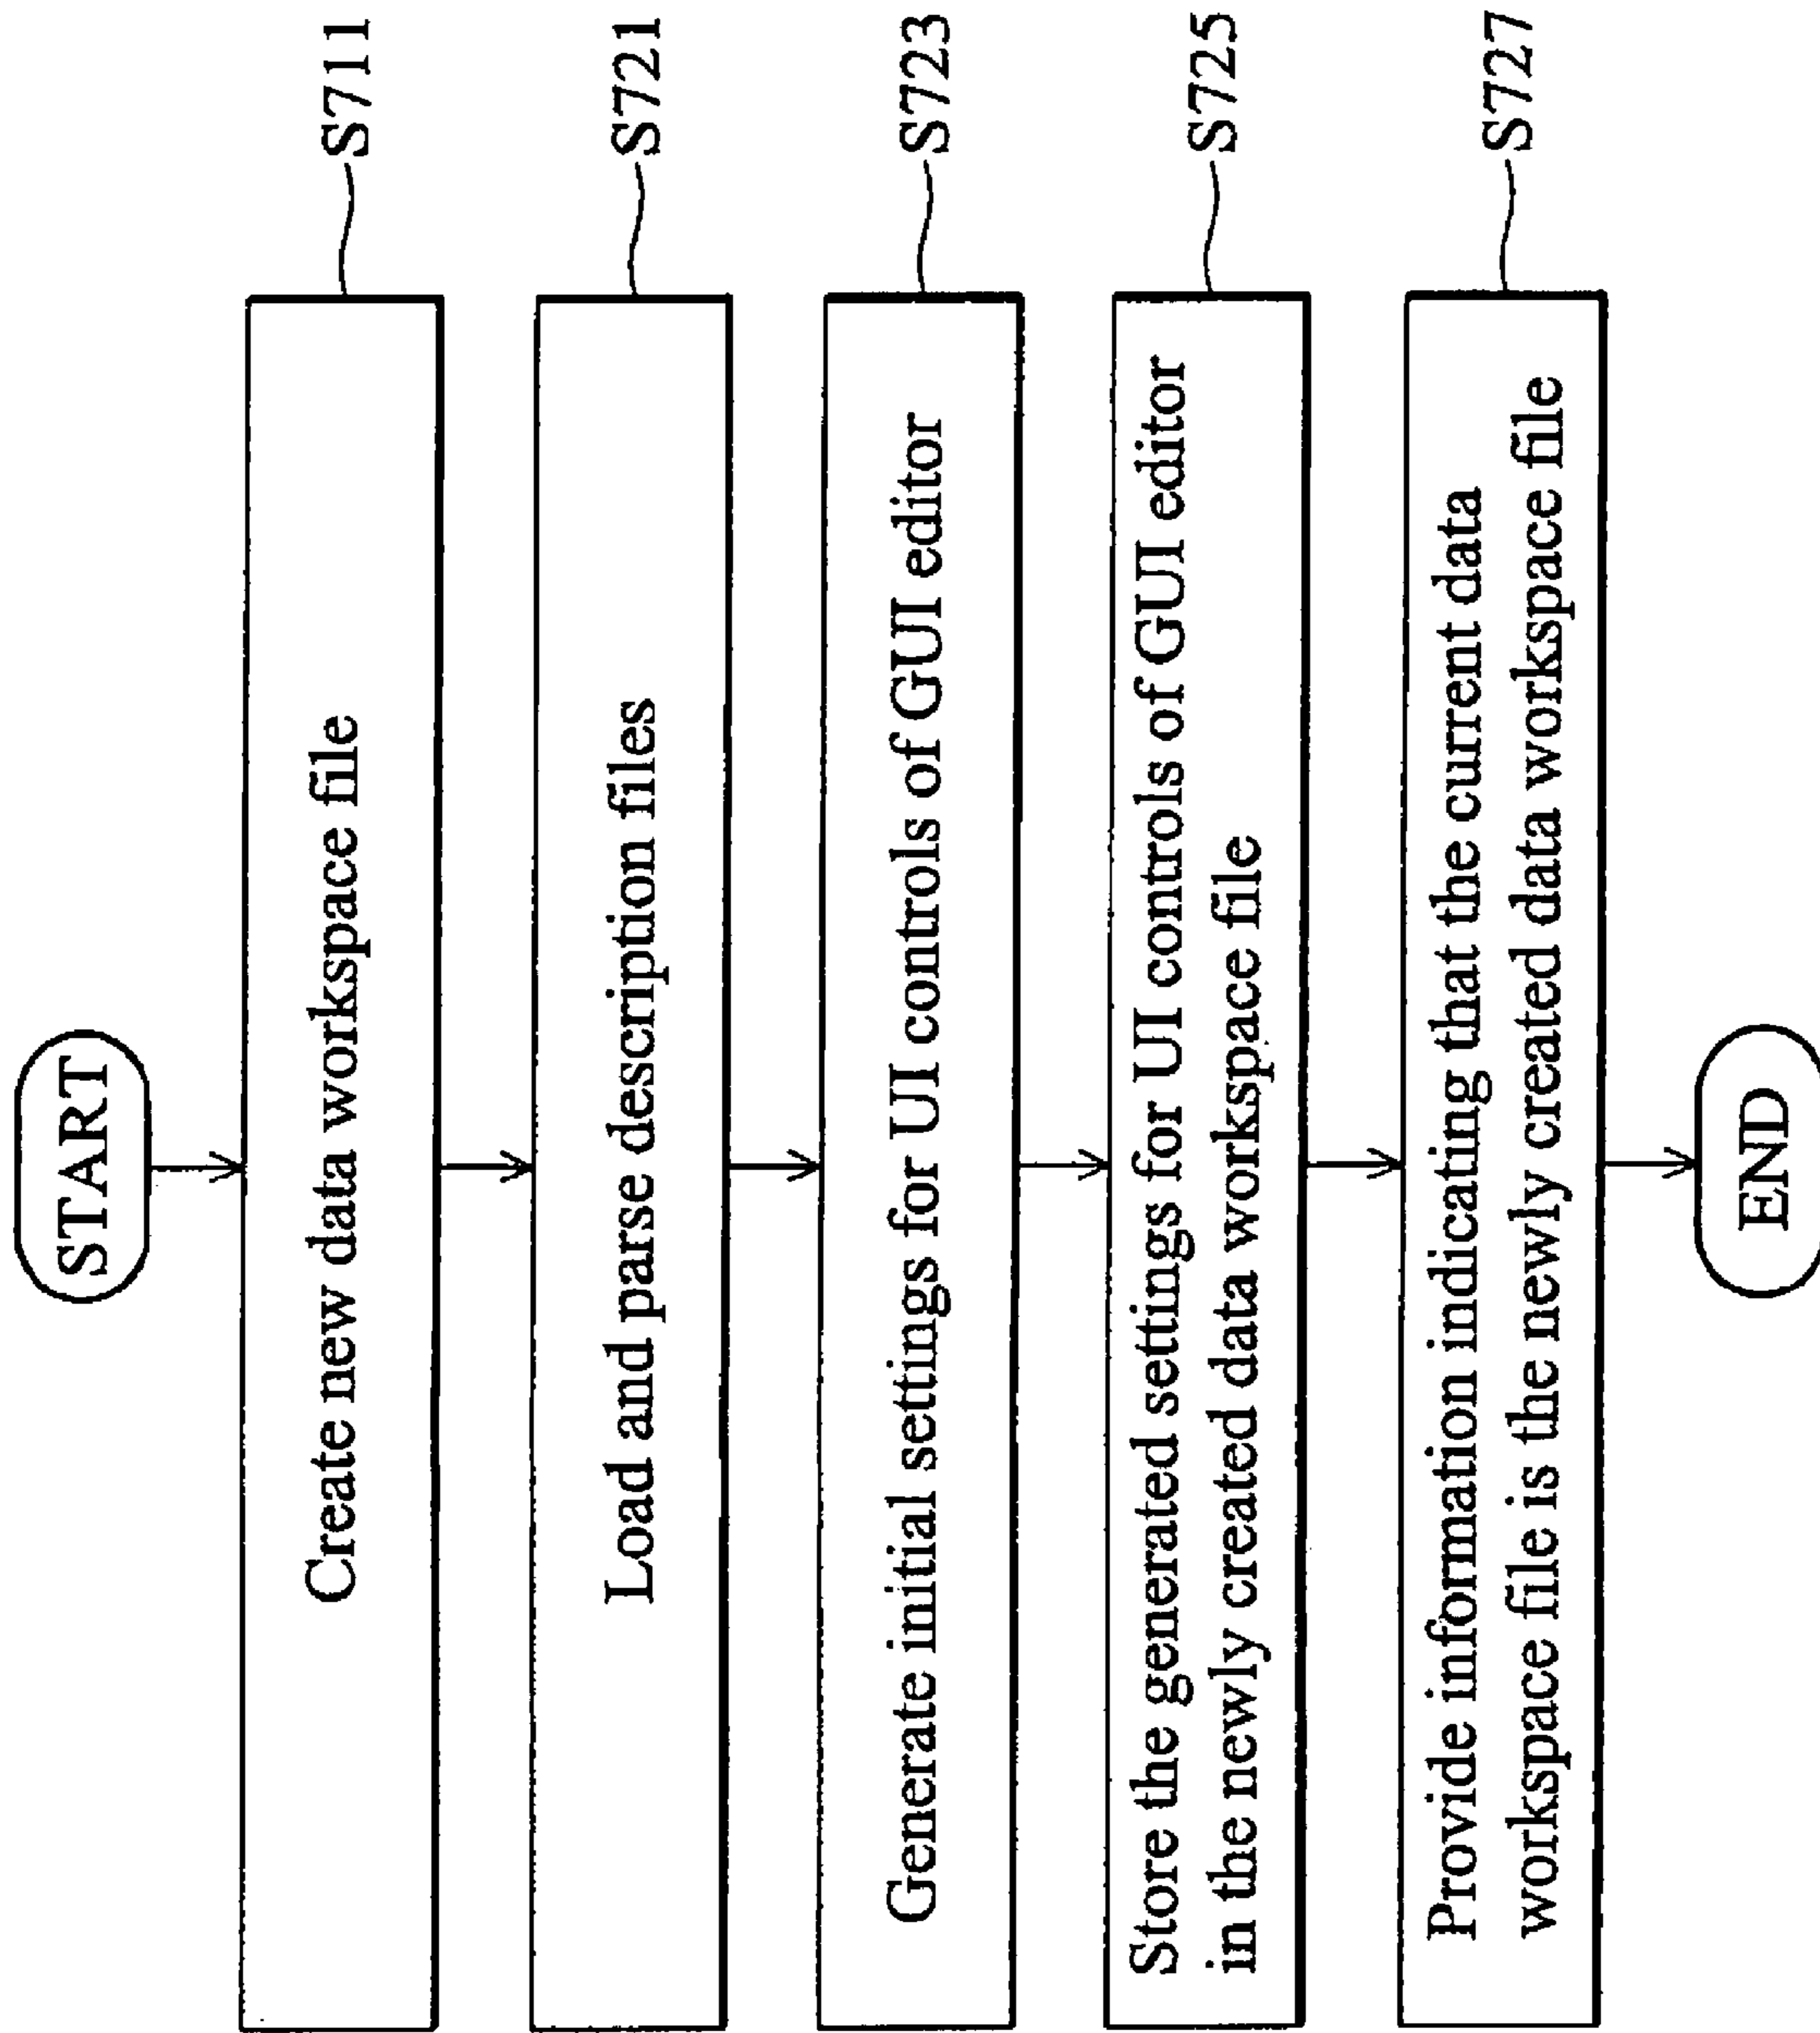 START
Create new data workspace file
S711
Load and parse description files
S721
Generate initial settings for UI controls of GUI editor
S723
Store the generated settings for UI controls of GUI editor
in the newly created data workspace file
S725
Provide information indicating that the current data
workspace file is the newly created data workspace file
S727
END